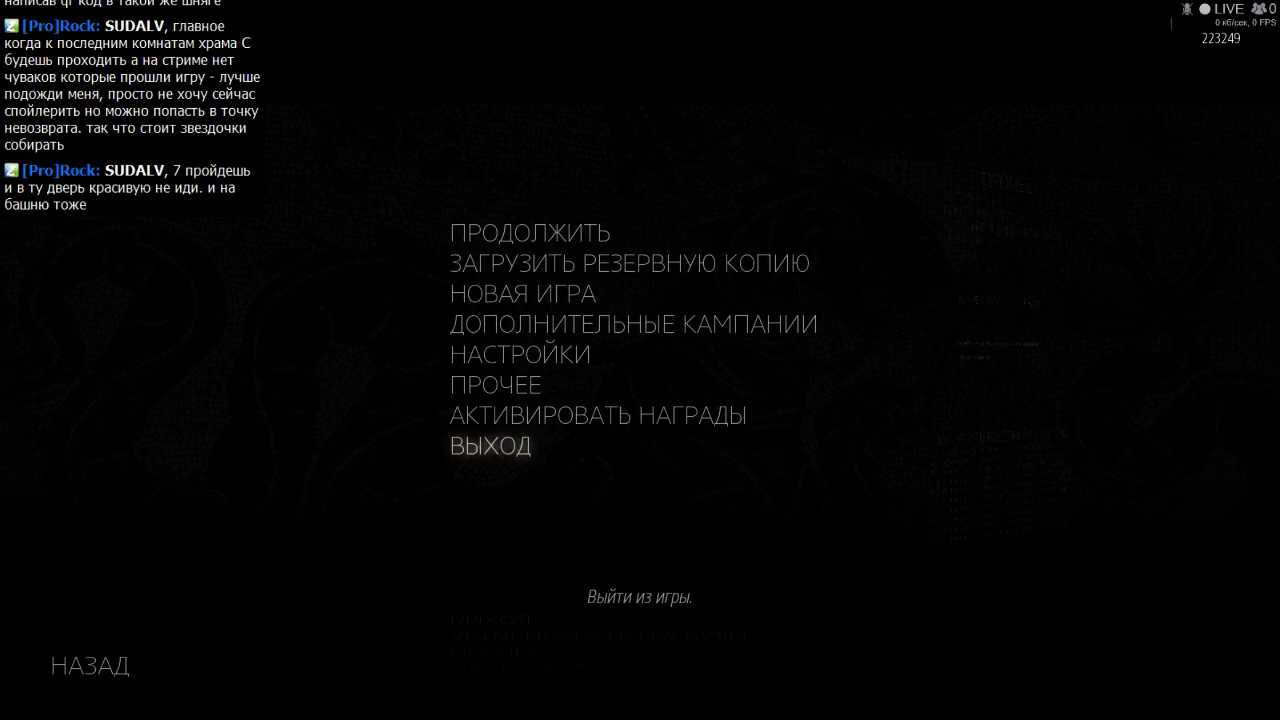 написав qr код в такой же шняге
[Pro]Rock: SUDALV, главное
когда к последним комнатам храма С
будешь проходить а на стриме нет
чуваков которые прошли игру - лучше
подожди меня, просто не хочу сейчас
спойлерить но можно попасть в точку
невозврата. так что стоит звездочки
собирать
[Pro]Rock: SUDALV, 7 пройдешь
и в ту дверь красивую не иди. и на
башню тоже
LIVE 0
0 кб/сек, 0 FPS
223249
ПРОДОЛЖИТЬ
ЗАГРУЗИТЬ РЕЗЕРВНУЮ КОПИЮ
НОВАЯ ИГРА
ДОПОЛНИТЕЛЬНЫЕ КАМПАНИИ
НАСТРОЙКИ
ПРОЧЕЕ
АКТИВИРОВАТЬ НАГРАДЫ
ВЫХОД
Выйти из игры.
НАЗАД